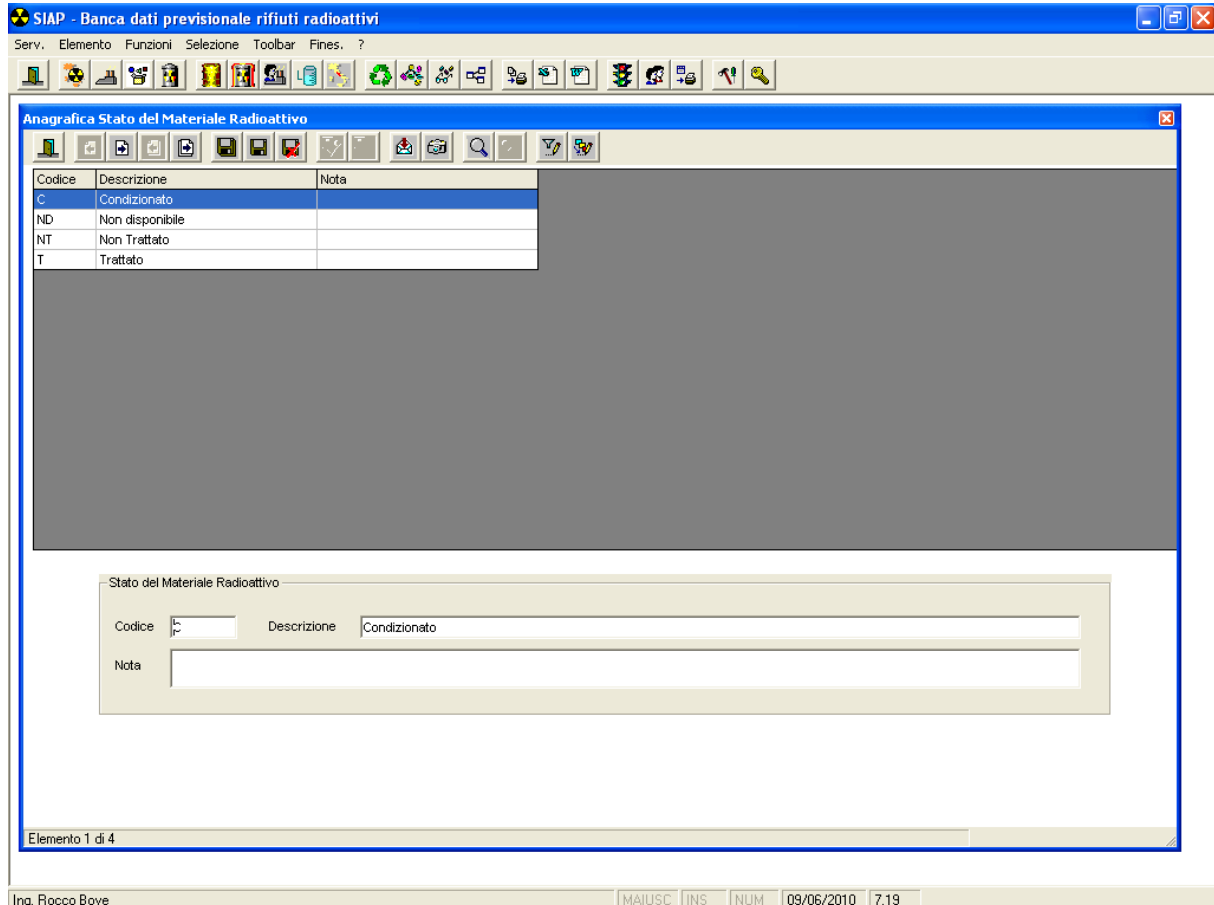 SIAP - Banca dati previsionale rifiuti radioattivi
Serv. Elemento Funzioni Selezione Toolbar Fines. ?
Anagrafica Stato del Materiale Radioattivo
Codice Descrizione Nota
C Condizionato
ND Non disponibile
NT Non Trattato
T Trattato
Stato del Materiale Radioattivo
Codice Descrizione Condizionato
Nota
Elemento 1 di 4
Ing. Rocco Bove MAIUSC INS NUM 09/06/2010 7.19